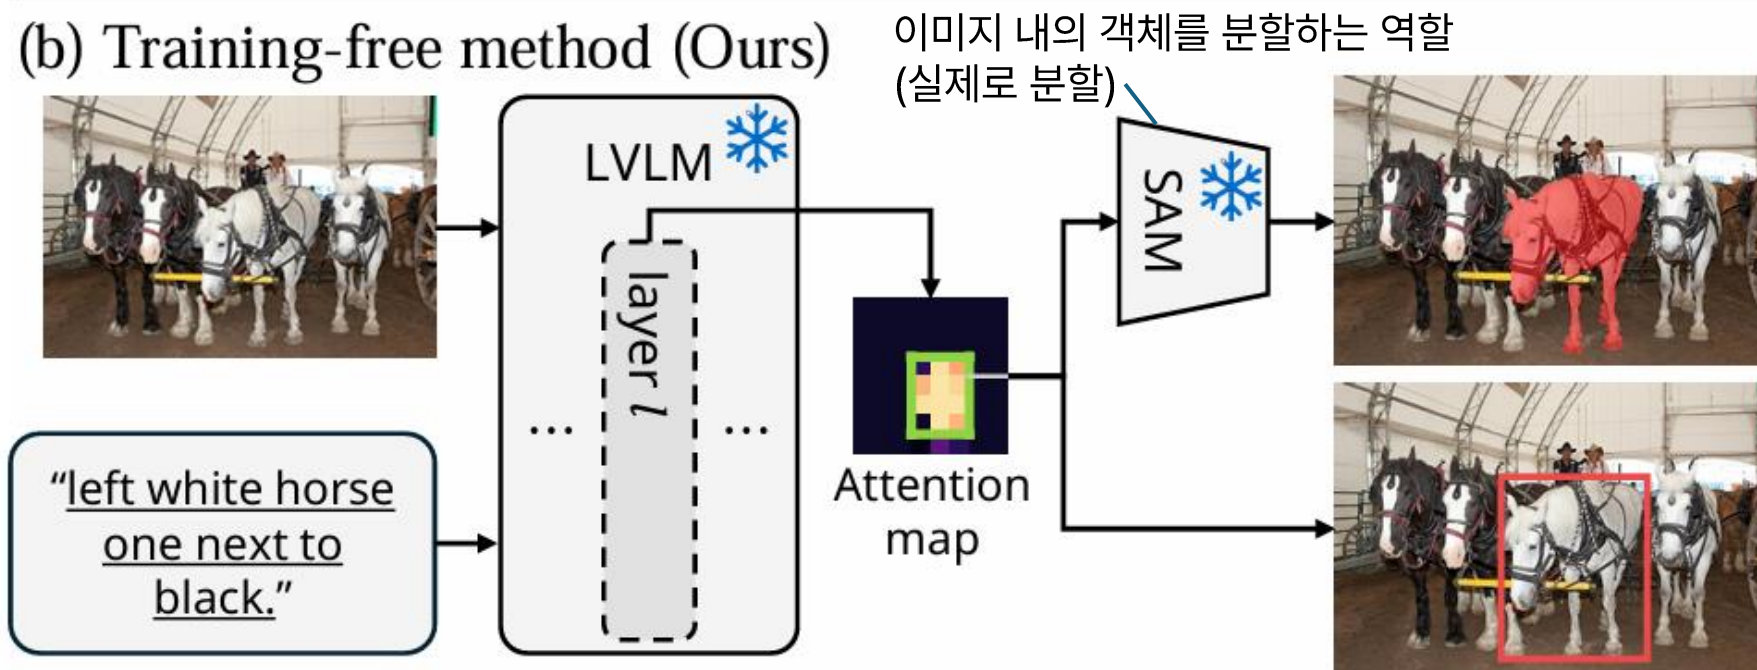 (b) Training-free method (Ours)
이미지 내의 객체를 분할하는 역할
(실제로 분할)
LVLM
layer l
...
...
SAM
Attention
map
“left white horse
one next to
black.”